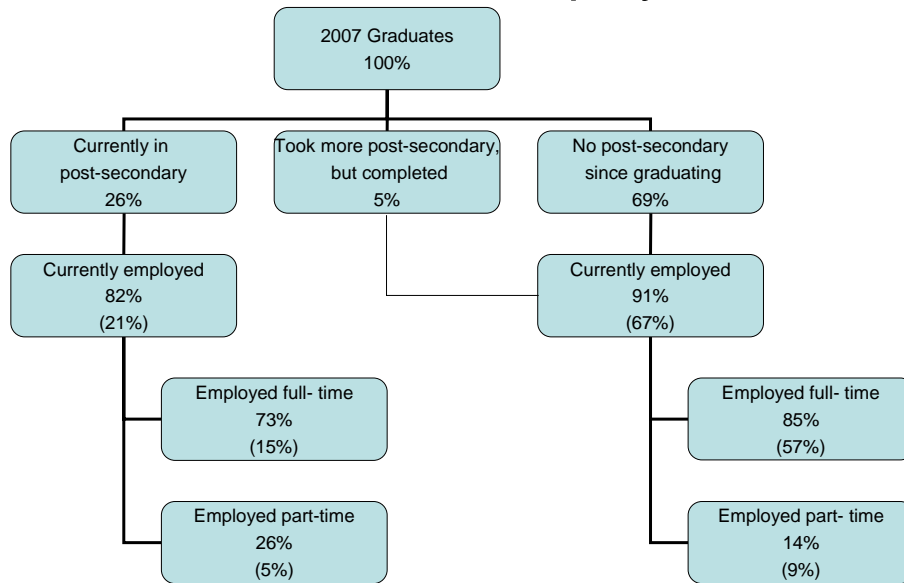 2007 Graduates
100%
Currently in
post-secondary
26%
Took more post-secondary,
but completed
5%
No post-secondary
since graduating
69%
Currently employed
82%
(21%)
Currently employed
91%
(67%)
Employed full- time
73%
(15%)
Employed full- time
85%
(57%)
Employed part-time
26%
(5%)
Employed part- time
14%
(9%)